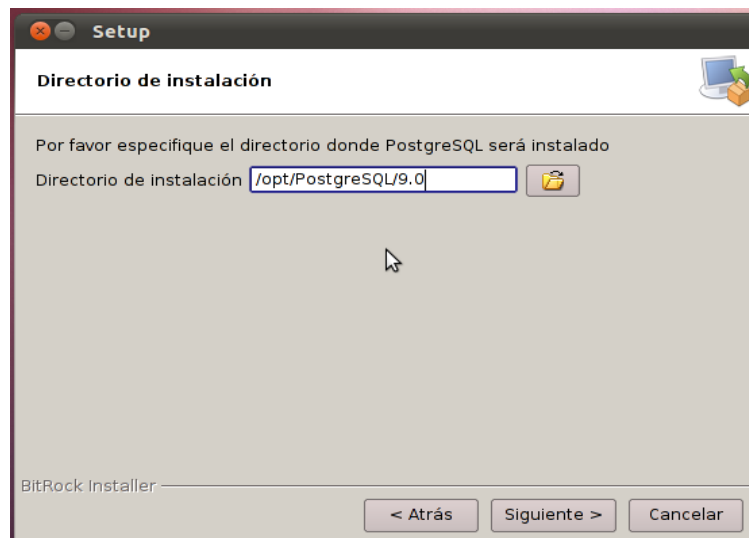 Setup
Directorio de instalación
Por favor especifique el directorio donde PostgreSQL será instalado
Directorio de instalación /opt/PostgreSQL/9.0
BitRock Installer
< Atrás Siguiente > Cancelar